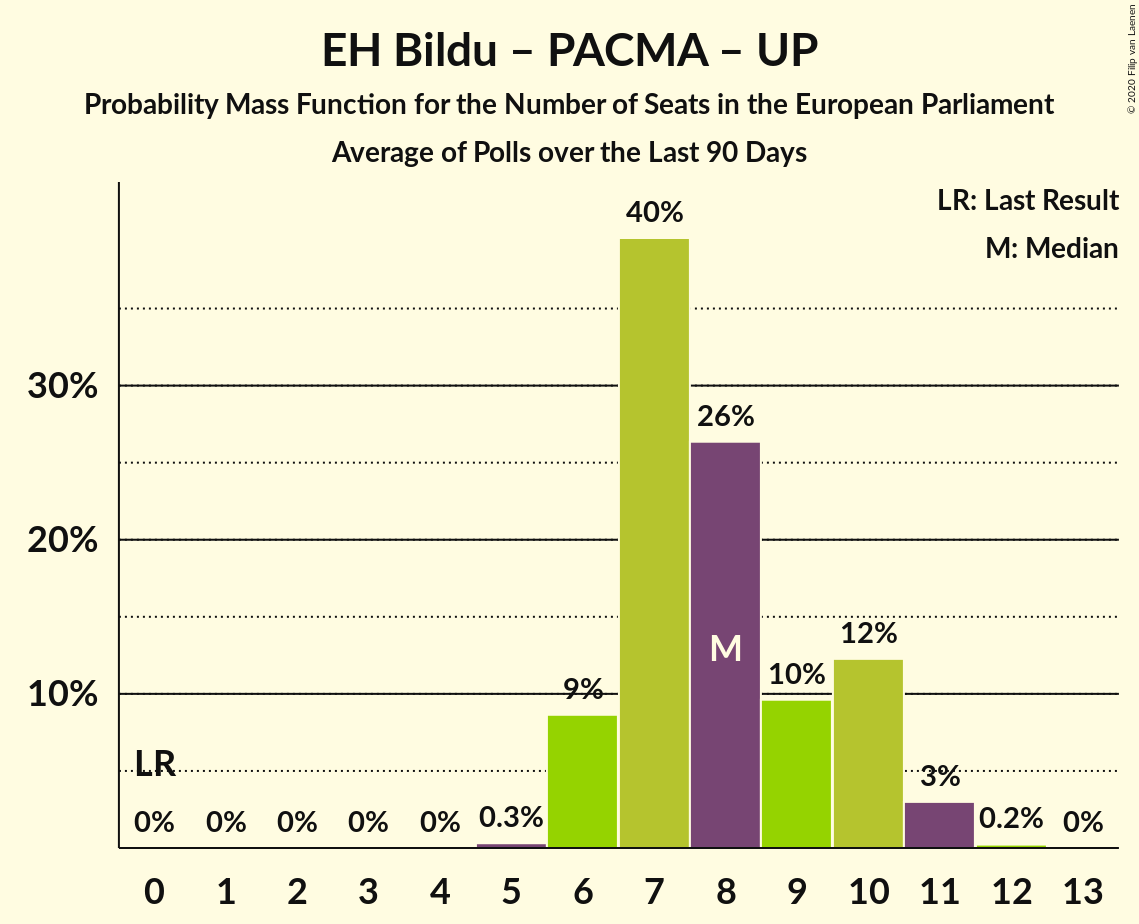 EH Bildu – PACMA – UP
Probability Mass Function for the Number of Seats in the European Parliament
Average of Polls over the Last 90 Days
© 2020 Filip van Laenen
LR: Last Result
M: Median
40%
30%
26%
20%
12%
M
10%
10%
9%
LR
3%
0% 0% 0% 0% 0% 0.3% 0.2% 0%
0 1 2 3 4 5 6 7 8 9 10 11 12 13